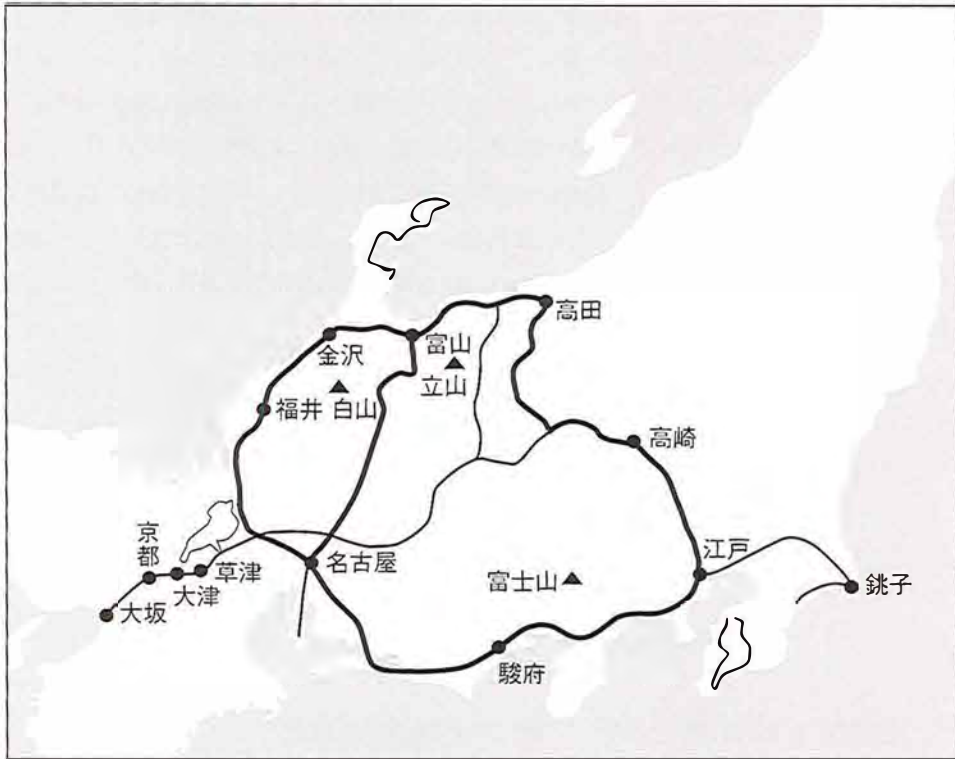 高田
富山
金沢
立山
福井 白山
高崎
京都
江戸
名古屋
草津
富士山
大津
銚子
大坂
駿府